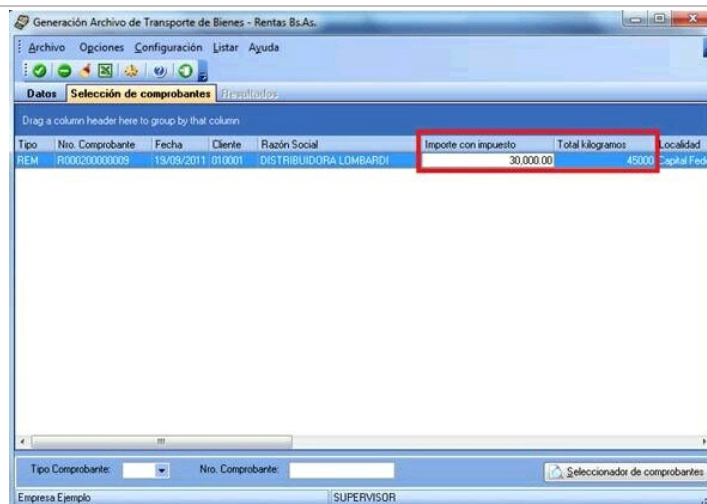 Generación Archivo de Transporte de Bienes - Rentas Bs.As.
Archivo Opciones Configuración Listar Ayuda
Datos Selección de comprobantes Resultados
Drag a column header here to group by that column
Tipo Nro. Comprobante Fecha Cliente Razón Social Importe con impuesto Total kilogramos Localidad
REM R000200000009 19/09/2011 010001 DISTRIBUIDORA LOMBARDI 30,000.00 45000 Capital Fede
Tipo Comprobante: Nro. Comprobante: Seleccionador de comprobantes
Empresa Ejemplo SUPERVISOR